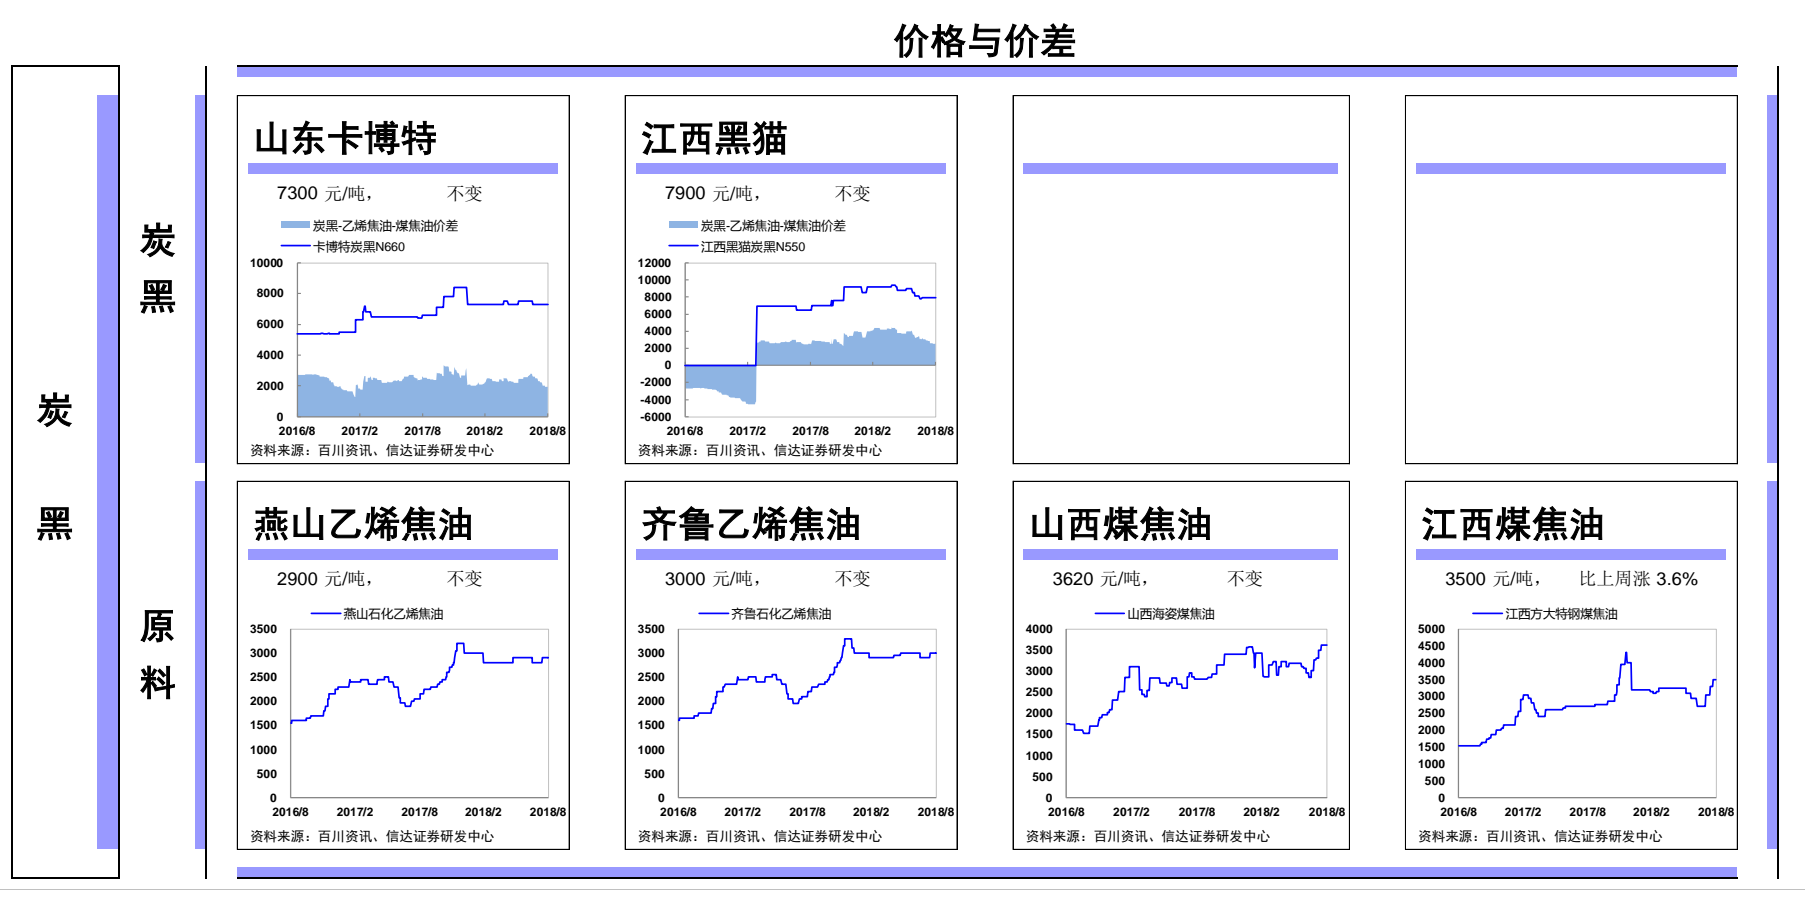 价格与价差
炭
黑
炭
黑
原
料
山东卡博特
7300 元/吨， 不变
炭黑-乙烯焦油-煤焦油价差
卡博特炭黑N660
10000
8000
6000
4000
2000
0
2016/8 2017/2 2017/8 2018/2 2018/8
资料来源：百川资讯、信达证券研发中心
江西黑猫
7900 元/吨， 不变
炭黑-乙烯焦油-煤焦油价差
江西黑猫炭黑N550
12000
10000
8000
6000
4000
2000
0
-2000
-4000
-6000
2016/8 2017/2 2017/8 2018/2 2018/8
资料来源：百川资讯、信达证券研发中心
燕山乙烯焦油
2900 元/吨， 不变
燕山石化乙烯焦油
3500
3000
2500
2000
1500
1000
500
0
2016/8 2017/2 2017/8 2018/2 2018/8
资料来源：百川资讯、信达证券研发中心
齐鲁乙烯焦油
3000 元/吨， 不变
齐鲁石化乙烯焦油
3500
3000
2500
2000
1500
1000
500
0
2016/8 2017/2 2017/8 2018/2 2018/8
资料来源：百川资讯、信达证券研发中心
山西煤焦油
3620 元/吨， 不变
山西海姿煤焦油
4000
3500
3000
2500
2000
1500
1000
500
0
2016/8 2017/2 2017/8 2018/2 2018/8
资料来源：百川资讯、信达证券研发中心
江西煤焦油
3500 元/吨， 比上周涨 3.6%
江西方大特钢煤焦油
5000
4500
4000
3500
3000
2500
2000
1500
1000
500
0
2016/8 2017/2 2017/8 2018/2 2018/8
资料来源：百川资讯、信达证券研发中心